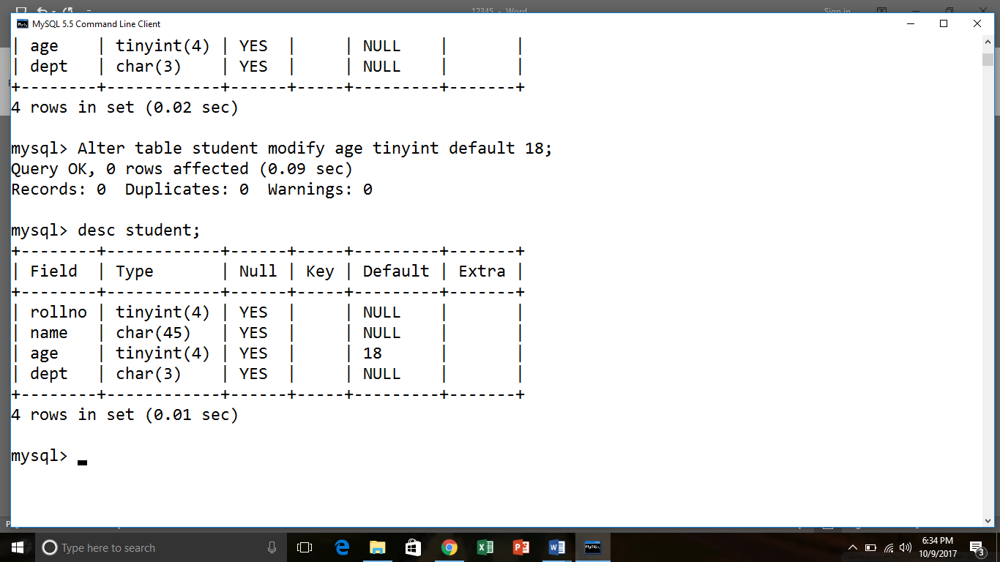 12345 - Word Sign in
MySQL 5.5 Command Line Client
| age    | tinyint(4) | YES  |     | NULL    |       |
| dept   | char(3)    | YES  |     | NULL    |       |
+--------+------------+------+-----+---------+-------+
4 rows in set (0.02 sec)
mysql> Alter table student modify age tinyint default 18;
Query OK, 0 rows affected (0.09 sec)
Records: 0  Duplicates: 0  Warnings: 0
mysql> desc student;
+--------+------------+------+-----+---------+-------+
| Field  | Type       | Null | Key | Default | Extra |
+--------+------------+------+-----+---------+-------+
| rollno | tinyint(4) | YES  |     | NULL    |       |
| name   | char(45)   | YES  |     | NULL    |       |
| age    | tinyint(4) | YES  |     | 18      |       |
| dept   | char(3)    | YES  |     | NULL    |       |
+--------+------------+------+-----+---------+-------+
4 rows in set (0.01 sec)
mysql>
Type here to search
6:34 PM
10/9/2017
3